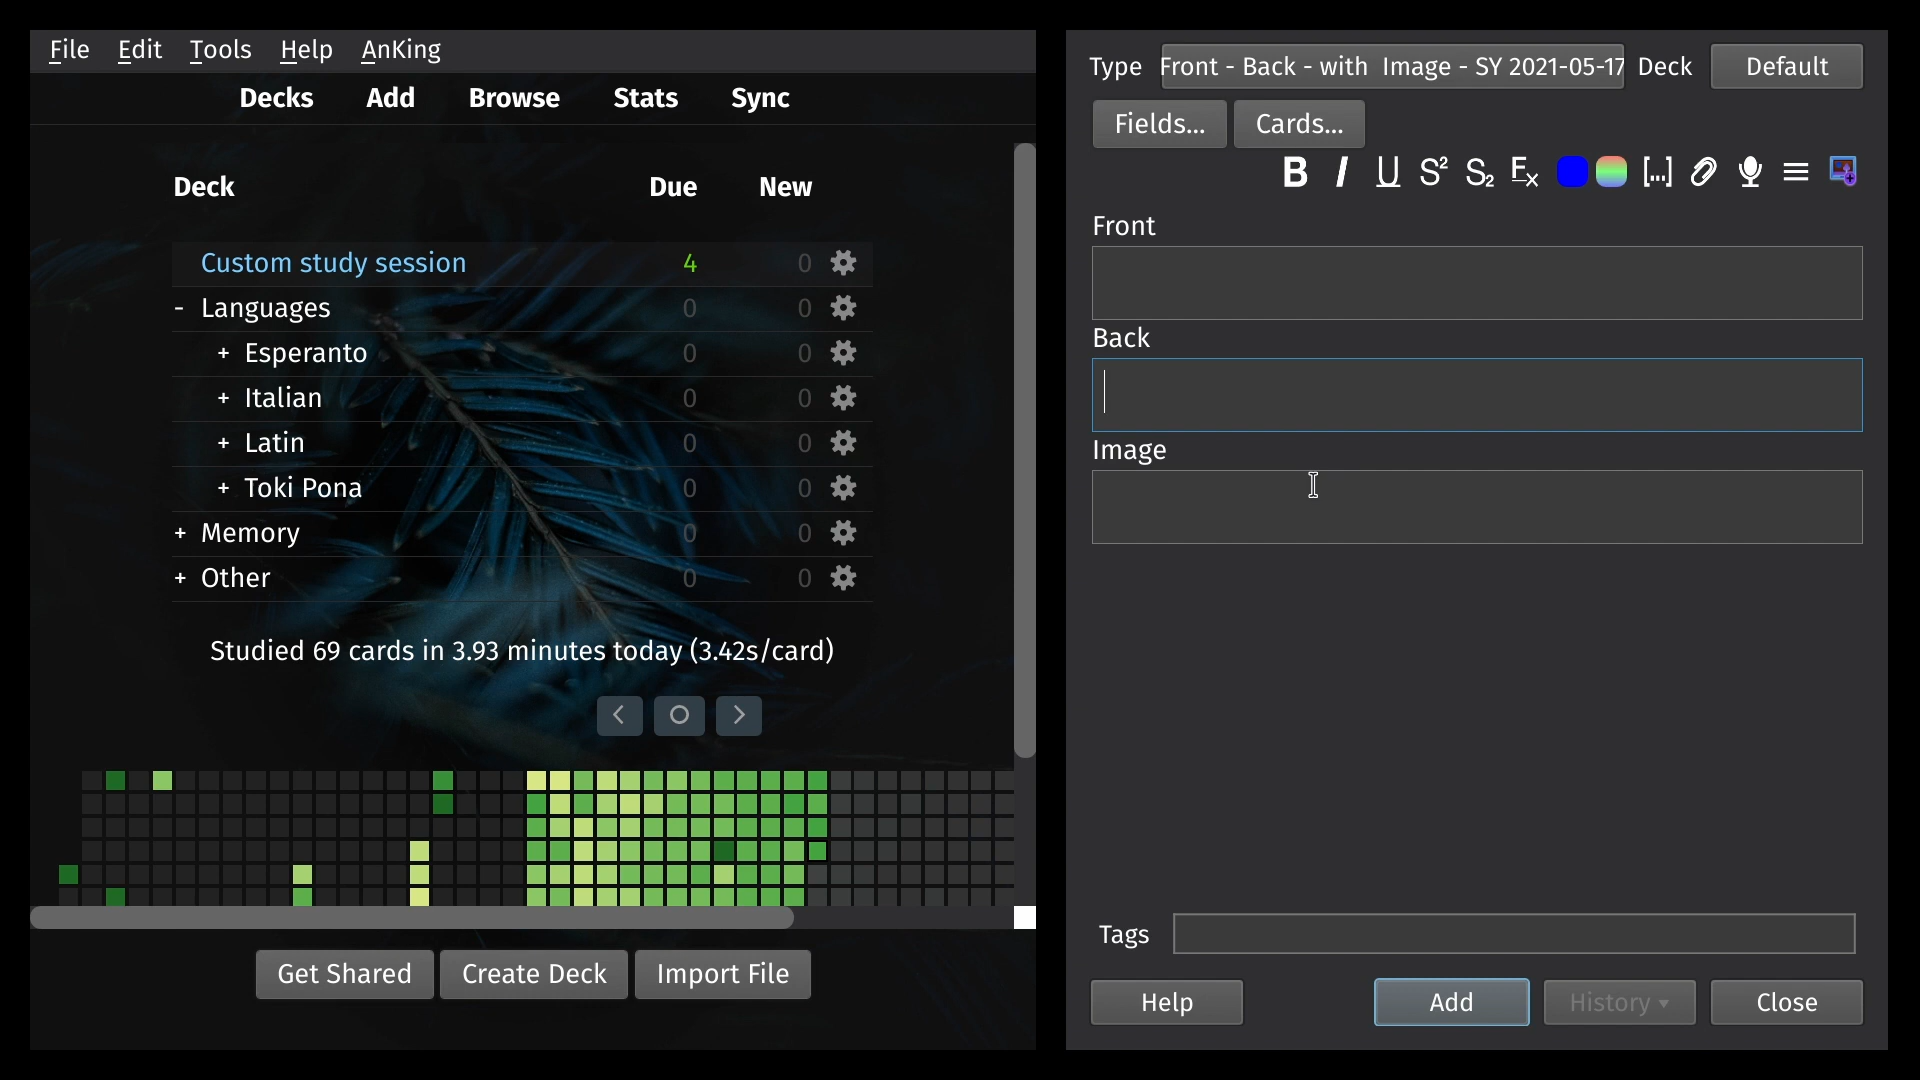 File Edit Tools Help AnKing
Decks Add Browse Stats Sync
Deck Due New
Custom study session 4 0
- Languages 0 0
+ Esperanto 0 0
+ Italian 0 0
+ Latin 0 0
+ Toki Pona 0 0
+ Memory 0 0
+ Other 0 0
Studied 69 cards in 3.93 minutes today (3.42s/card)
Get Shared Create Deck Import File
Type Front - Back - with Image - SY 2021-05-17 Deck Default
Fields... Cards...
B I U S² S₂ Fx [...]
Front
Back
Image
Tags
Help Add History ▾ Close